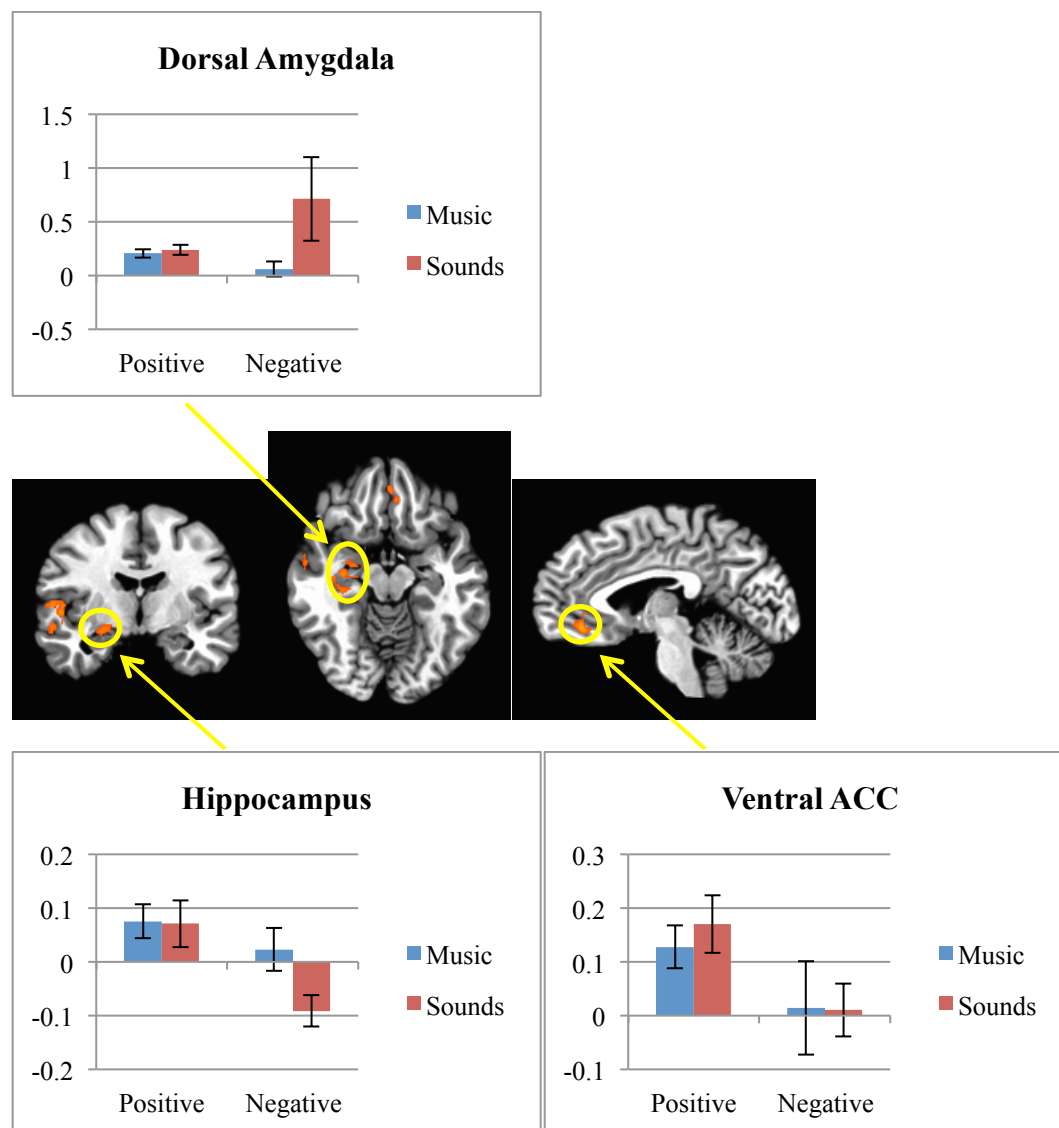 Dorsal Amygdala
1.5
1
0.5
0
-0.5
Positive Negative
Music
Sounds
Hippocampus
0.2
0.1
0
-0.1
-0.2
Positive Negative
Music
Sounds
Ventral ACC
0.3
0.2
0.1
0
-0.1
Positive Negative
Music
Sounds